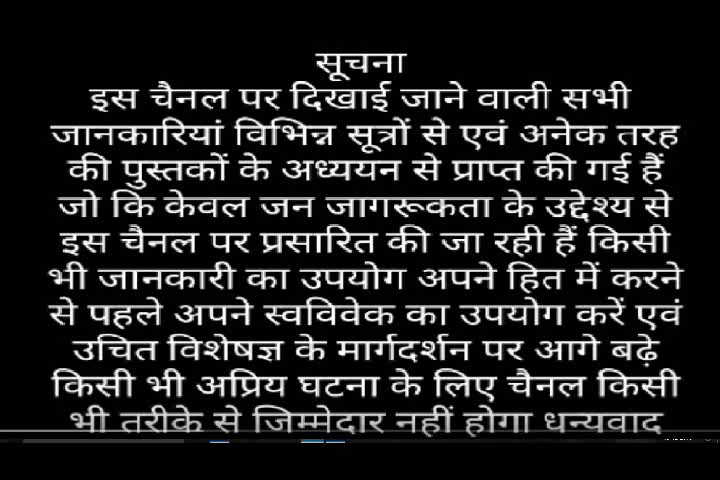 सूचना
इस चैनल पर दिखाई जाने वाली सभी
जानकारियां विभिन्न सूत्रों से एवं अनेक तरह
की पुस्तकों के अध्ययन से प्राप्त की गई हैं
जो कि केवल जन जागरूकता के उद्देश्य से
इस चैनल पर प्रसारित की जा रही हैं किसी
भी जानकारी का उपयोग अपने हित में करने
से पहले अपने स्वविवेक का उपयोग करें एवं
उचित विशेषज्ञ के मार्गदर्शन पर आगे बढ़े
किसी भी अप्रिय घटना के लिए चैनल किसी
भी तरीके से जिम्मेदार नहीं होगा धन्यवाद